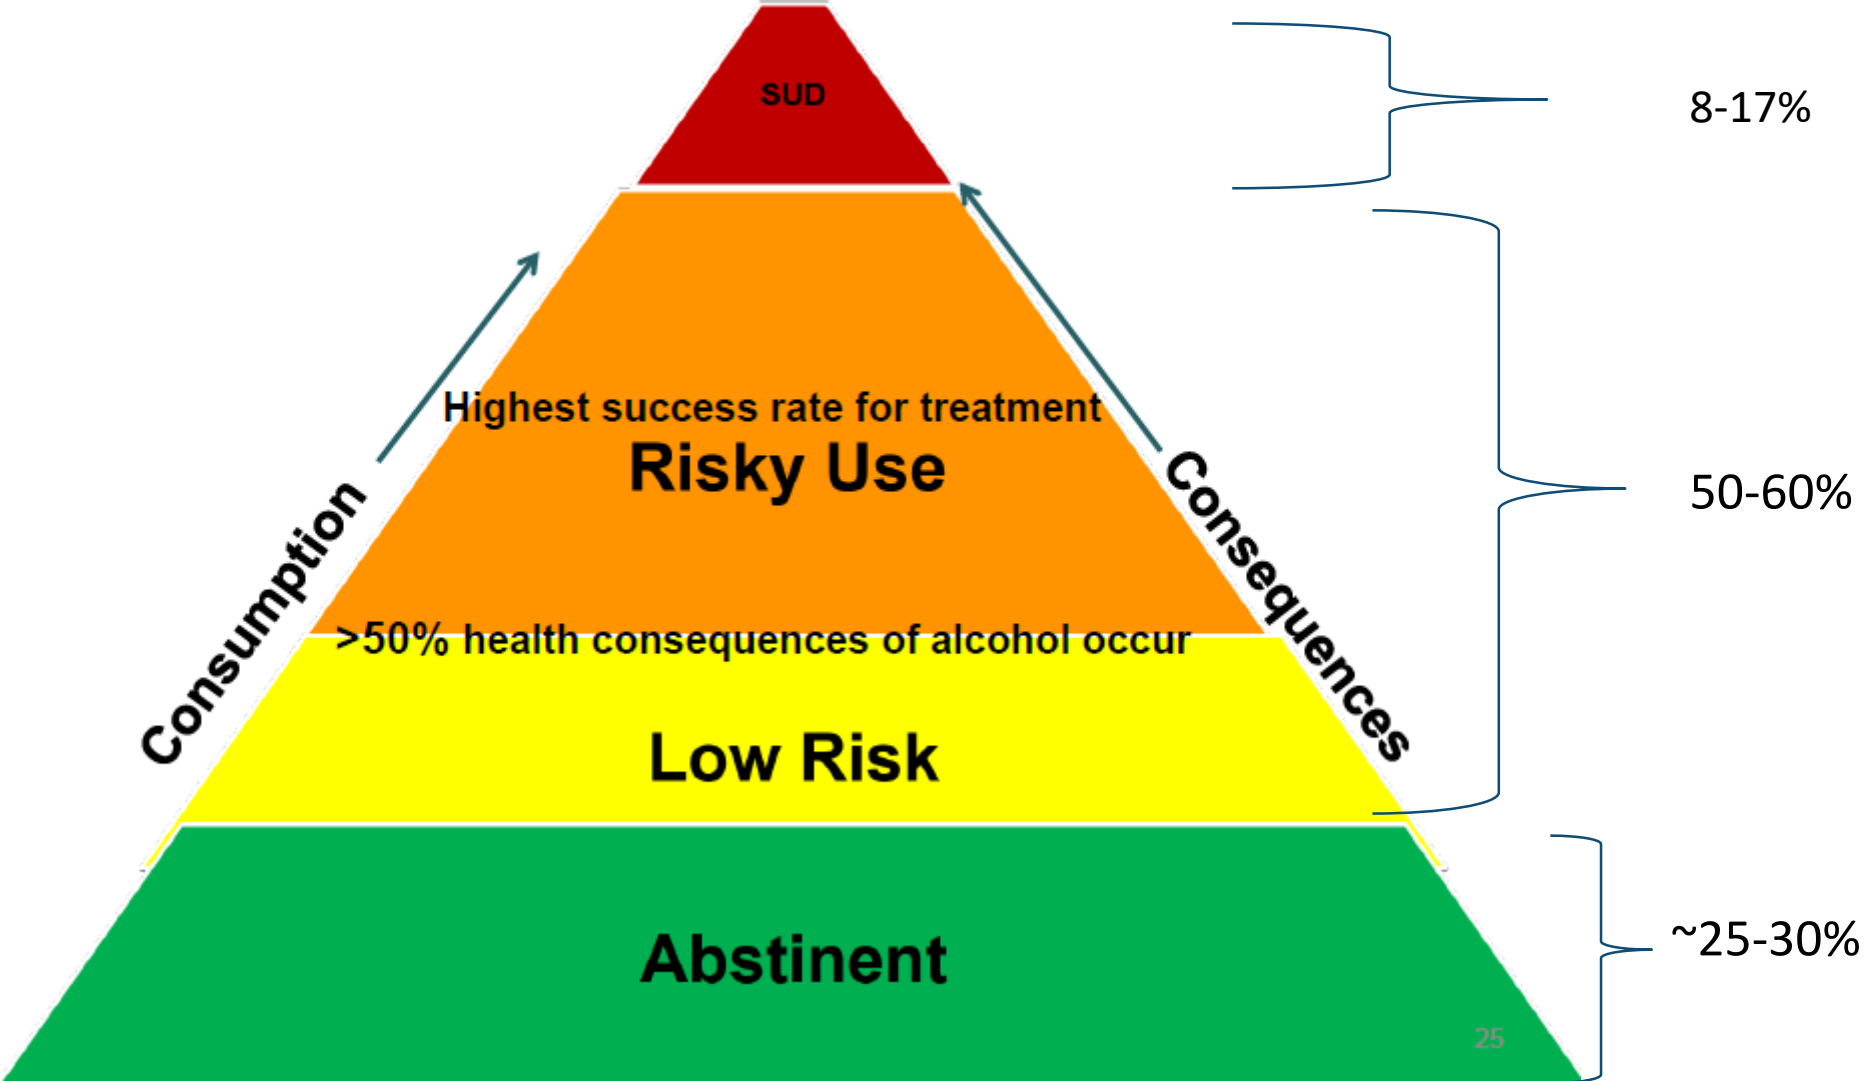 SUD
8-17%
Highest success rate for treatment
Risky Use
50-60%
Consumption
Consequences
>50% health consequences of alcohol occur
Low Risk
Abstinent
~25-30%
25